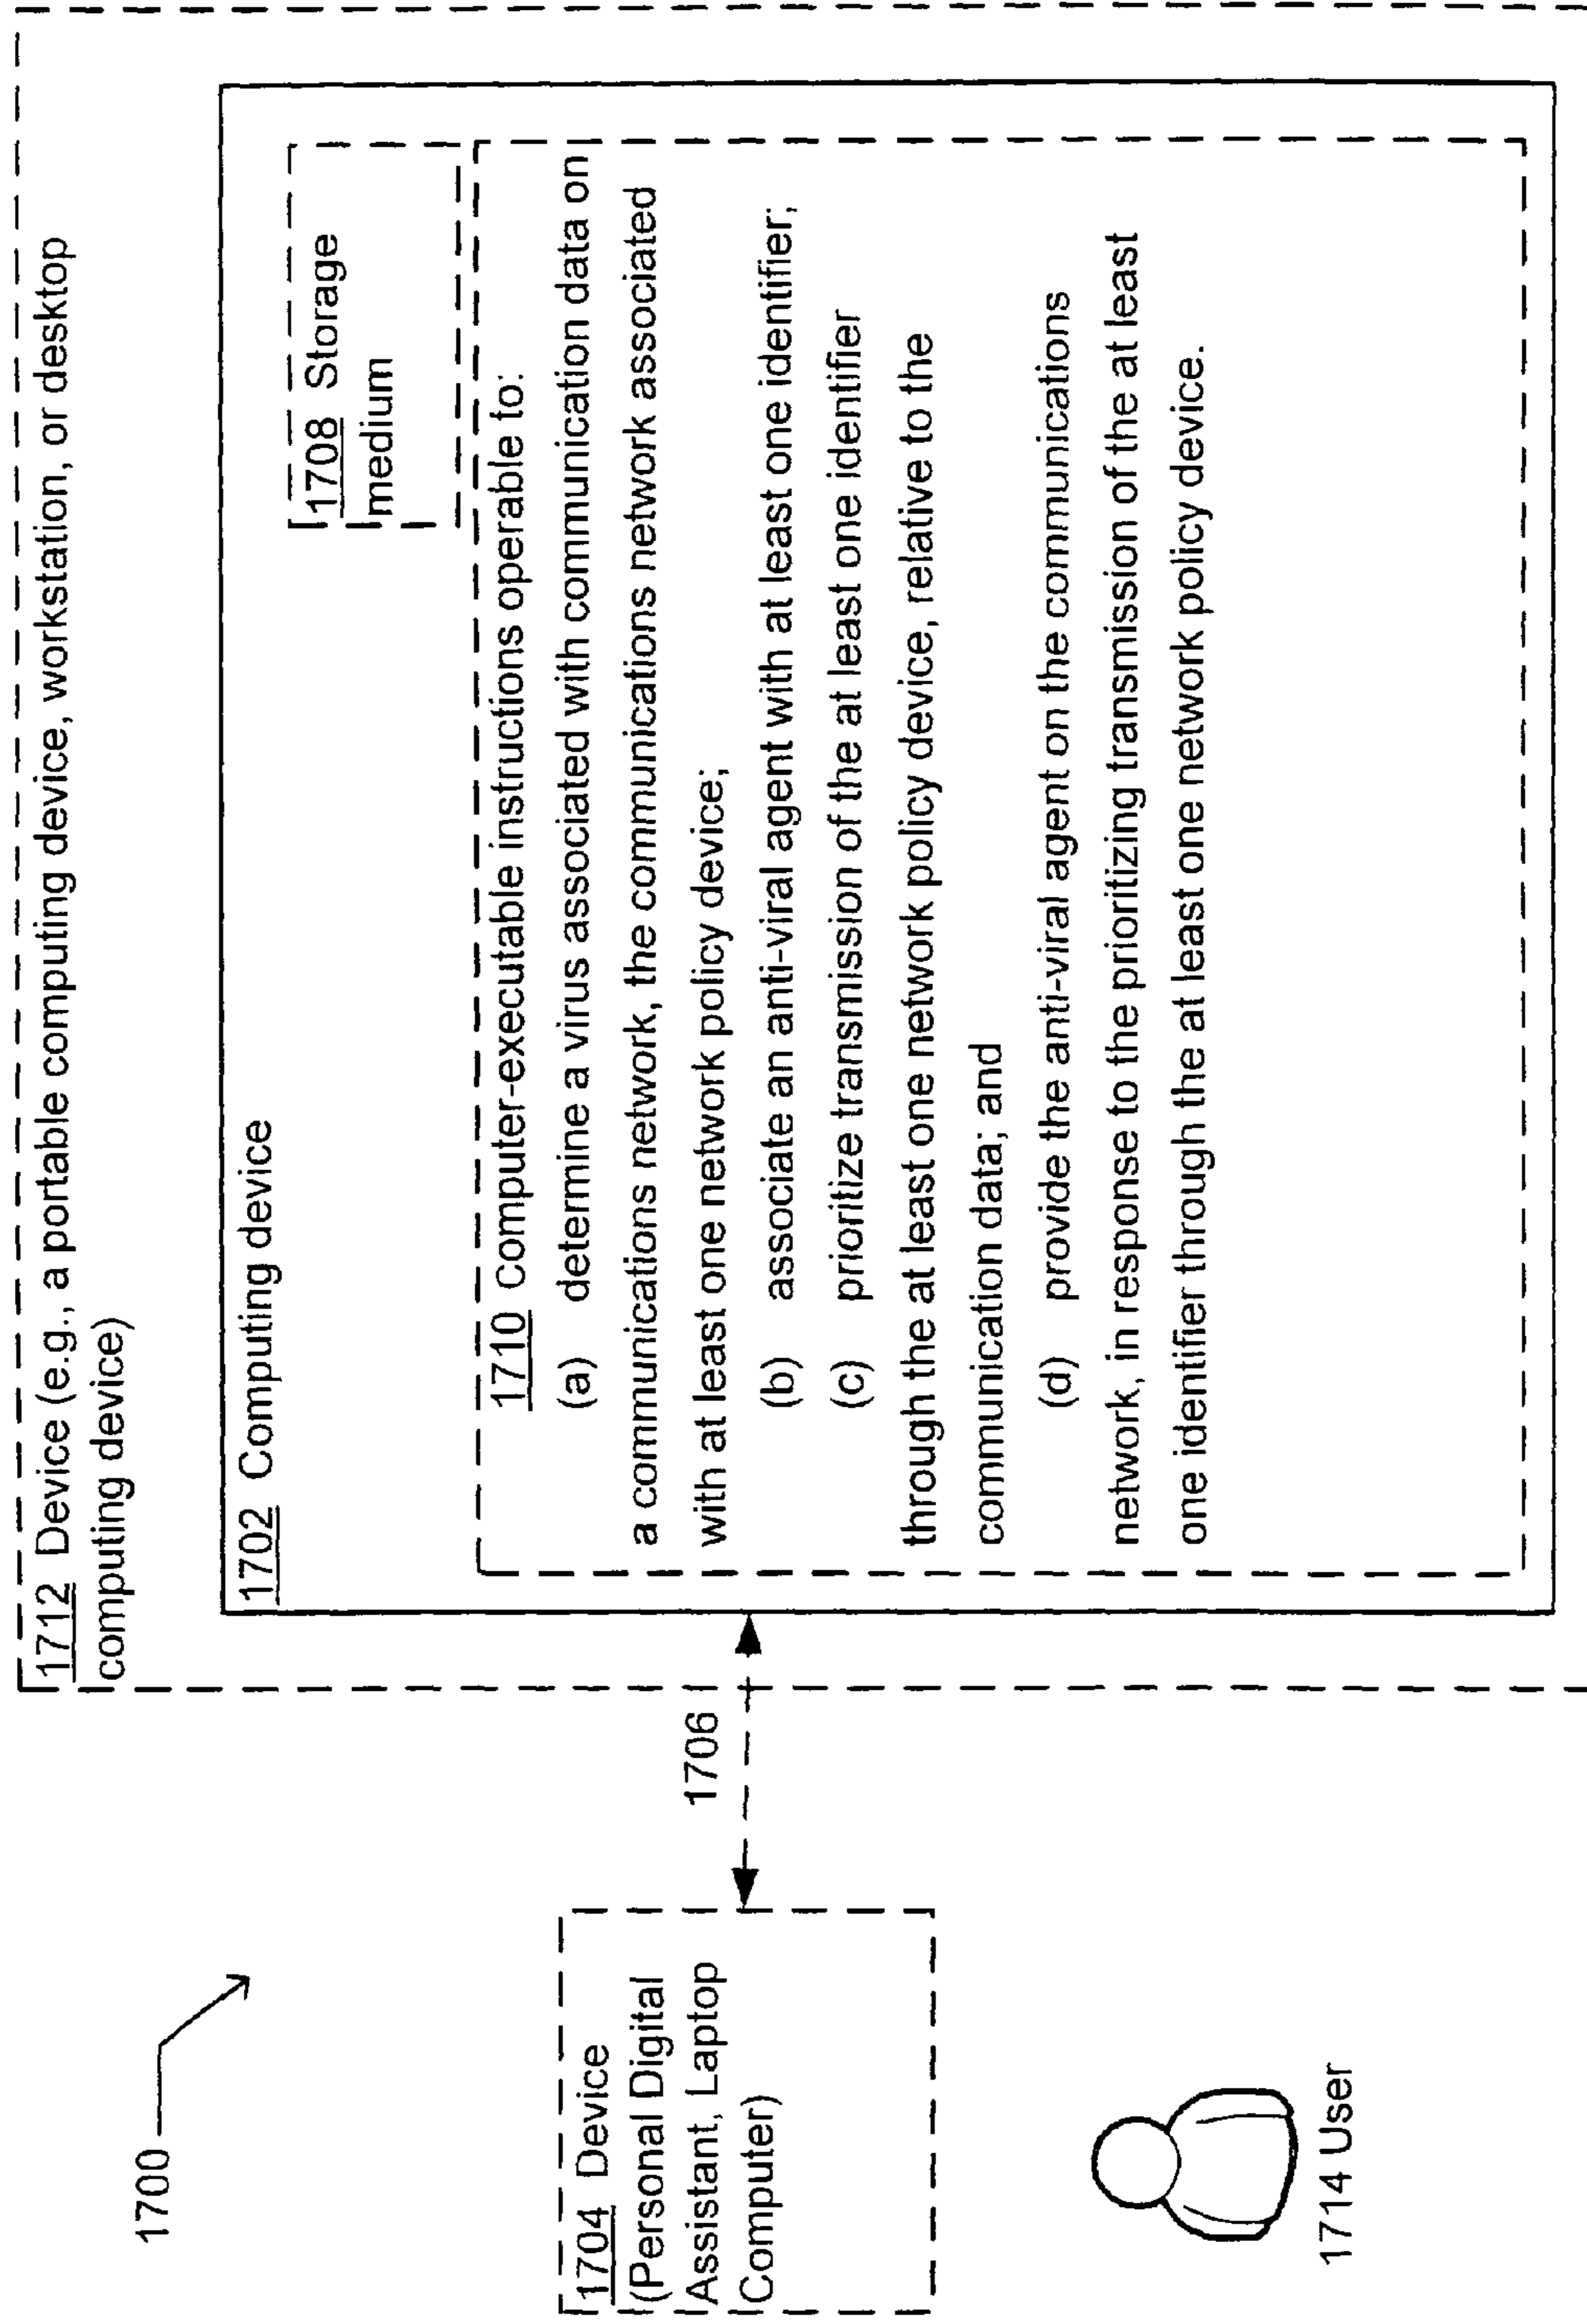 1700
1712 Device (e.g., a portable computing device, workstation, or desktop
computing device)
1702 Computing device
1708 Storage
medium
1710 Computer-executable instructions operable to:
(a) determine a virus associated with communication data on
a communications network, the communications network associated
with at least one network policy device;
(b) associate an anti-viral agent with at least one identifier;
(c) prioritize transmission of the at least one identifier
through the at least one network policy device, relative to the
communication data; and
(d) provide the anti-viral agent on the communications
network, in response to the prioritizing transmission of the at least
one identifier through the at least one network policy device.
1706
1704 Device
(Personal Digital
Assistant, Laptop
Computer)
1714 User